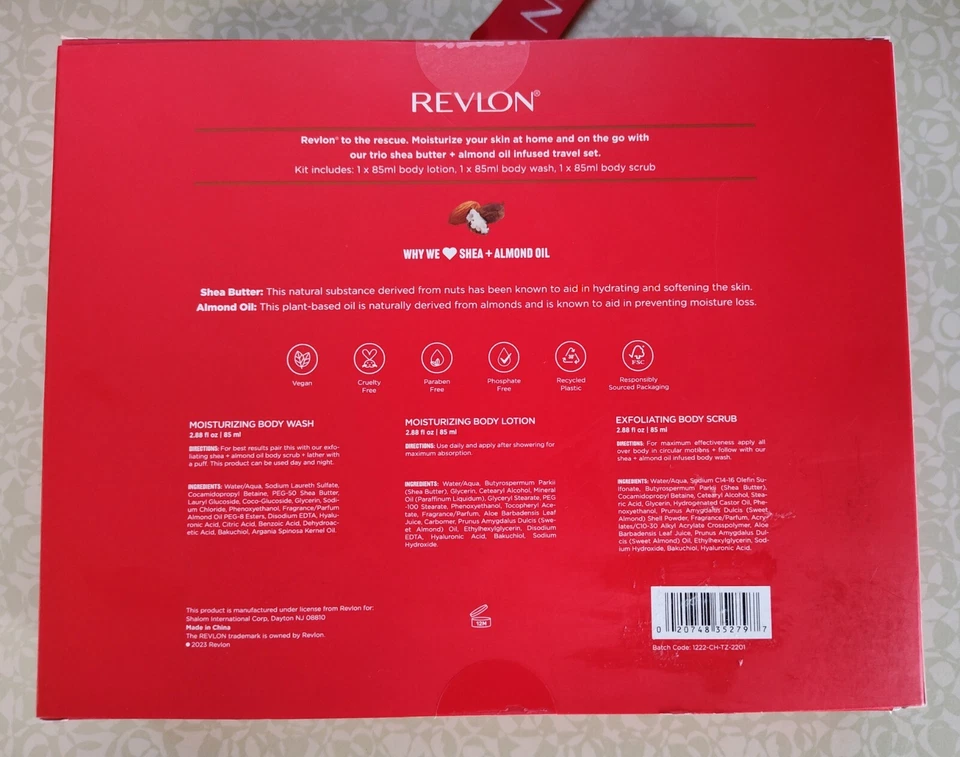 REVLON®
Revlon® to the rescue. Moisturize your skin at home and on the go with
our trio shea butter + almond oil infused travel set.
Kit includes: 1 x 85ml body lotion, 1 x 85ml body wash, 1 x 85ml body scrub
WHY WE SHEA + ALMOND OIL
Shea Butter: This natural substance derived from nuts has been known to aid in hydrating and softening the skin.
Almond Oil: This plant-based oil is naturally derived from almonds and is known to aid in preventing moisture loss.
Vegan
Cruelty
Free
Paraben
Free
Phosphate
Free
Recycled
Plastic
FSC
Responsibly
Sourced Packaging
MOISTURIZING BODY WASH
2.88 fl oz | 85 ml
DIRECTIONS: For best results pair this with our exfo-
liating shea + almond oil body scrub + lather with
a puff. This product can be used day and night.
INGREDIENTS: Water/Aqua, Sodium Laureth Sulfate,
Cocamidopropyl Betaine, PEG-50 Shea Butter,
Lauryl Glucoside, Coco-Glucoside, Glycerin, Sodi-
um Chloride, Phenoxyethanol, Fragrance/Parfum
Almond Oil PEG-8 Esters, Disodium EDTA, Hyalu-
ronic Acid, Citric Acid, Benzoic Acid, Dehydroac-
etic Acid, Bakuchiol, Argania Spinosa Kernel Oil.
MOISTURIZING BODY LOTION
2.88 fl oz | 85 ml
DIRECTIONS: Use daily and apply after showering for
maximum absorption.
INGREDIENTS: Water/Aqua, Butyrospermum Parkii
(Shea Butter), Glycerin, Cetearyl Alcohol, Mineral
Oil (Paraffinum Liquidum), Glyceryl Stearate, PEG
-100 Stearate, Phenoxyethanol, Tocopheryl Ace-
tate, Fragrance/Parfum, Aloe Barbadensis Leaf
Juice, Carbomer, Prunus Amygdalus Dulcis (Swe-
et Almond) Oil, Ethylhexylglycerin, Disodium
EDTA, Hyaluronic Acid, Bakuchiol, Sodium
Hydroxide.
EXFOLIATING BODY SCRUB
2.88 fl oz | 85 ml
DIRECTIONS: For maximum effectiveness apply all
over body in circular motions + follow with our
shea + almond oil infused body wash.
INGREDIENTS: Water/Aqua, Sodium C14-16 Olefin Su-
lfonate, Butyrospermum Parkii (Shea Butter),
Cocamidopropyl Betaine, Cetearyl Alcohol, Stea-
ric Acid, Glycerin, Hydrogenated Castor Oil, Phe-
noxyethanol, Prunus Amygdalus Dulcis (Sweet
Almond) Shell Powder, Fragrance/Parfum, Acry-
lates/C10-30 Alkyl Acrylate Crosspolymer, Aloe
Barbadensis Leaf Juice, Prunus Amygdalus Dul-
cis (Sweet Almond) Oil, Ethylhexylglycerin, Sod-
ium Hydroxide, Bakuchiol, Hyaluronic Acid.
This product is manufactured under license from Revlon for:
Shalom International Corp, Dayton NJ 08810
Made in China
The REVLON trademark is owned by Revlon.
2023 Revlon
12M
0 20748 35279 7
Batch Code: 1222-CH-TZ-2201